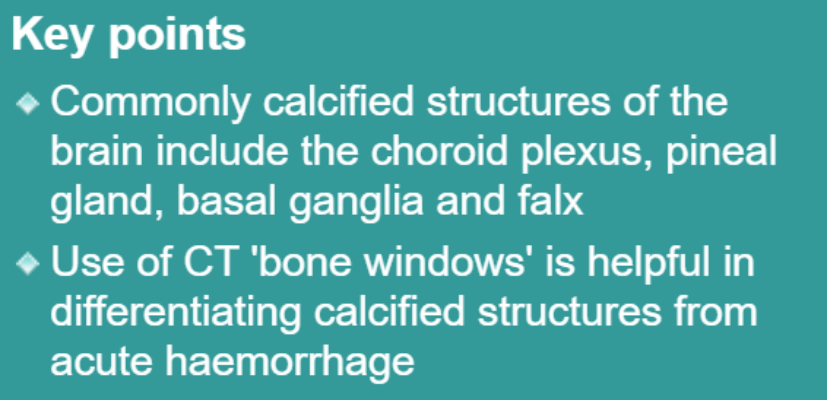 Key points
Commonly calcified structures of the
brain include the choroid plexus, pineal
gland, basal ganglia and falx
Use of CT 'bone windows' is helpful in
differentiating calcified structures from
acute haemorrhage